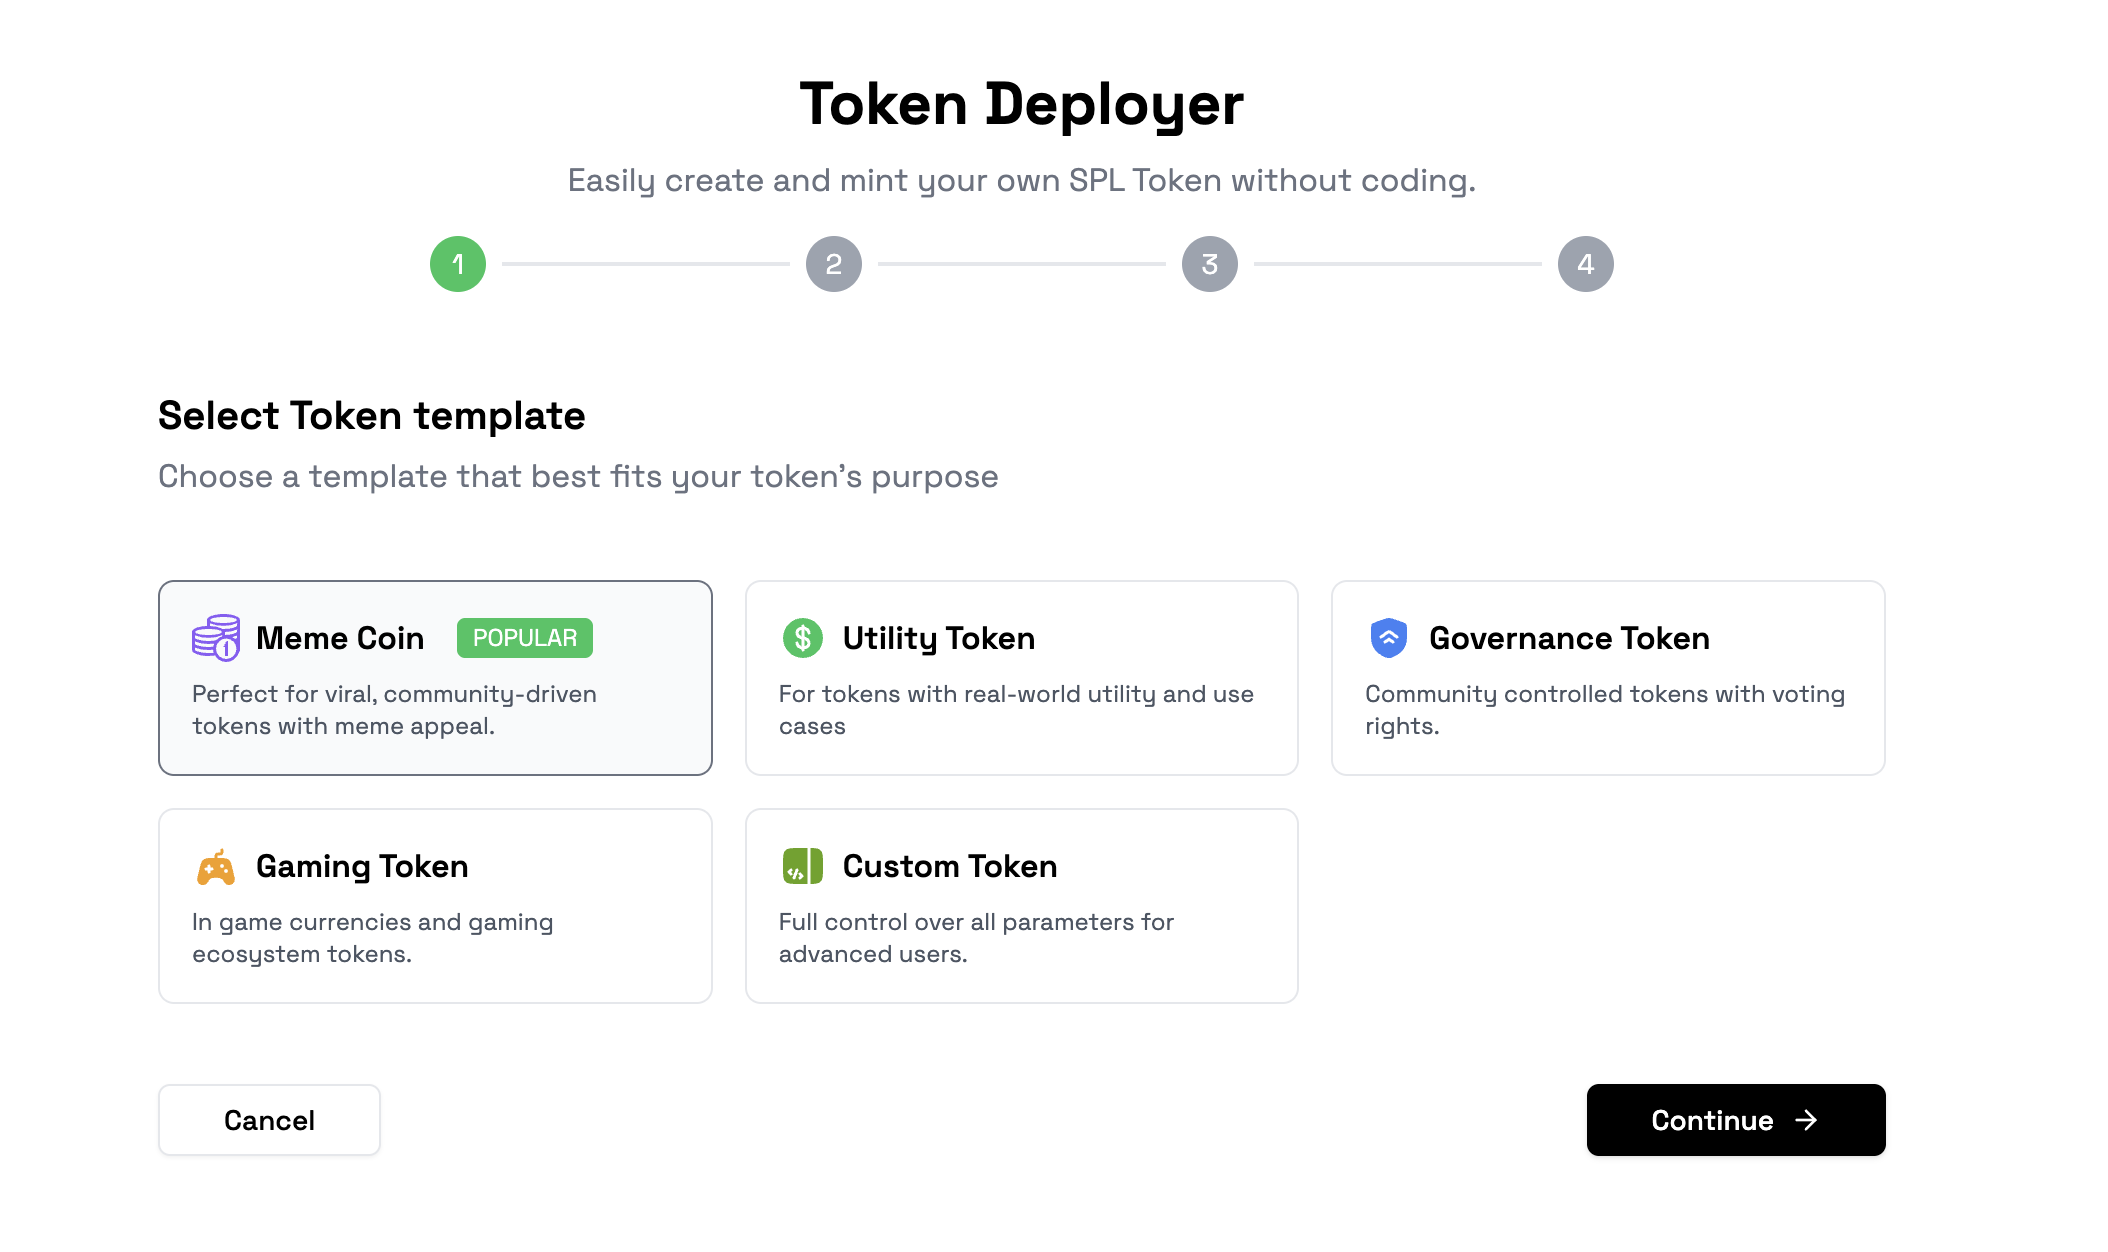 Token Deployer
Easily create and mint your own SPL Token without coding.
1 2 3 4
Select Token template
Choose a template that best fits your token's purpose
Meme Coin POPULAR
Perfect for viral, community-driven
tokens with meme appeal.
Utility Token
For tokens with real-world utility and use
cases
Governance Token
Community controlled tokens with voting
rights.
Gaming Token
In game currencies and gaming
ecosystem tokens.
Custom Token
Full control over all parameters for
advanced users.
Cancel
Continue →